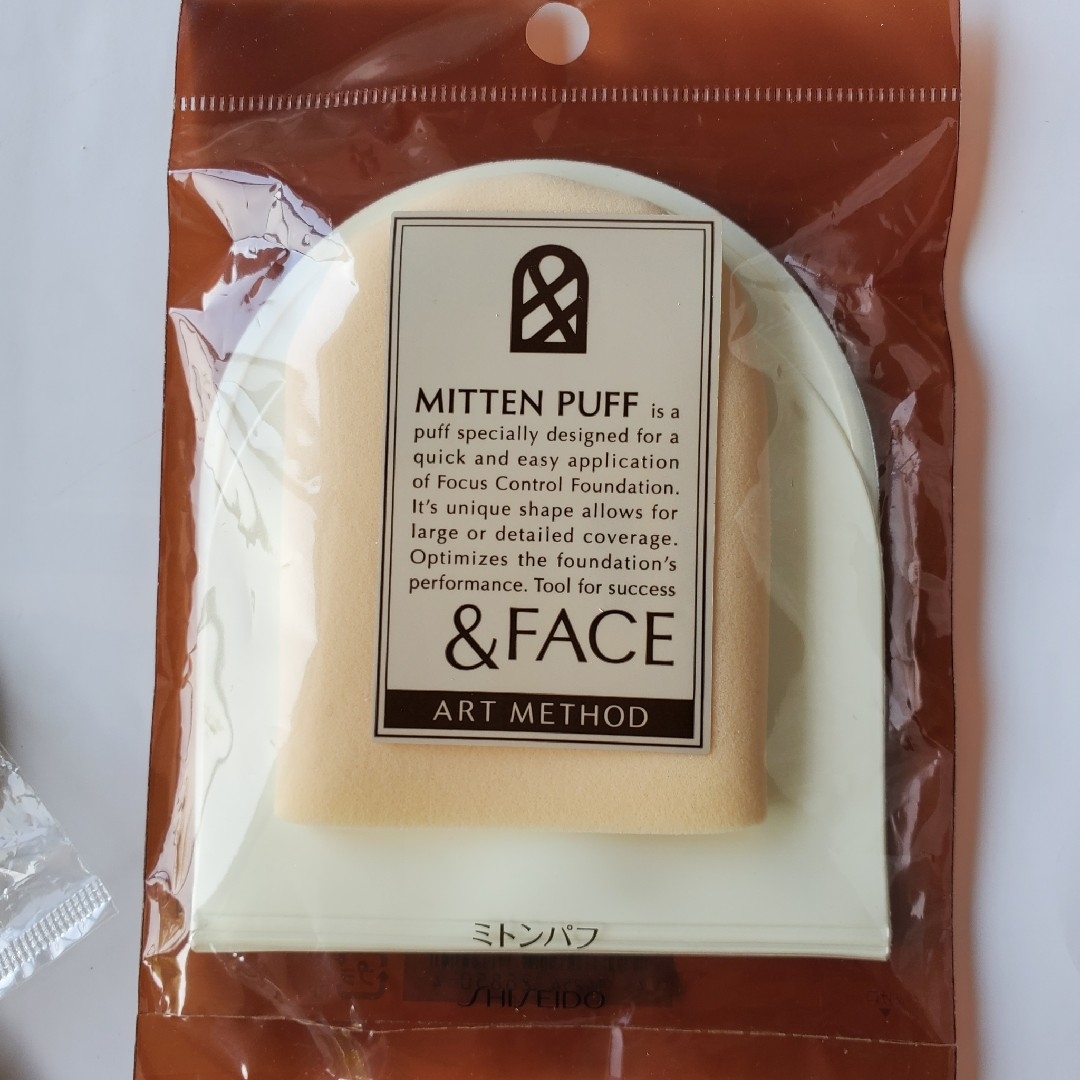 MITTEN PUFF is a
puff specially designed for a
quick and easy application
of Focus Control Foundation.
It's unique shape allows for
large or detailed coverage.
Optimizes the foundation's
performance. Tool for success
&FACE
ART METHOD
ミトンパフ
SHISEIDO